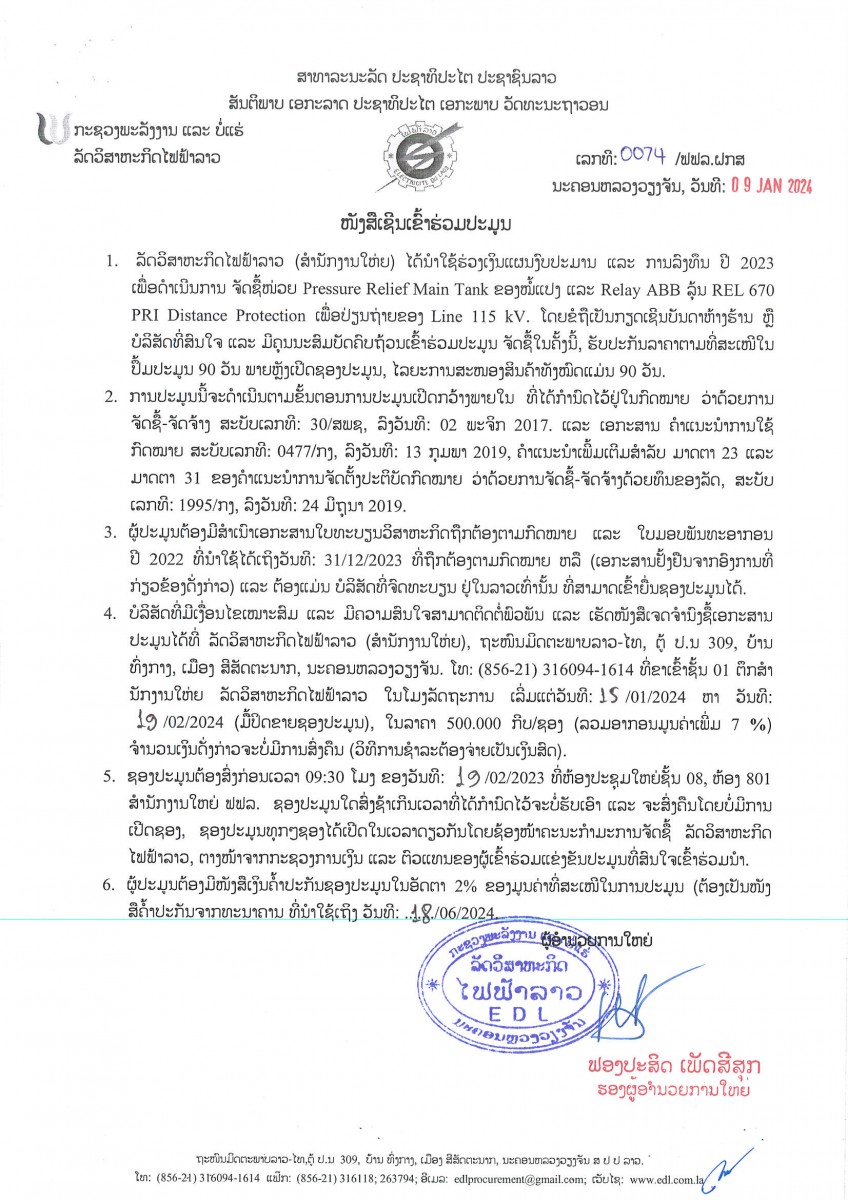 ສາທາລະນະລັດ ປະຊາທິປະໄຕ ປະຊາຊົນລາວ
ສັນຕິພາບ ເອກະລາດ ປະຊາທິປະໄຕ ເອກະພາບ ວັດທະນະຖາວອນ
ກະຊວງພະລັງງານ ແລະ ບໍ່ແຮ່
ລັດວິສາຫະກິດໄຟຟ້າລາວ
ໄຟຟ້າລາວ
ELECTRICITE DU LAOS
ເລກທີ: 0074 /ຟຟລ.ຝກສ
ນະຄອນຫລວງວຽງຈັນ, ວັນທີ: 09 JAN 2024
ໜັງສືເຊີນເຂົ້າຮ່ວມປະມູນ
1. ລັດວິສາຫະກິດໄຟຟ້າລາວ (ສຳນັກງານໃຫ່ຍ) ໄດ້ນຳໃຊ້ຮ່ວງເງິນແຜນງົບປະມານ ແລະ ການລົງທຶນ ປີ 2023
ເພື່ອດຳເນີນການ ຈັດຊື້ໜ່ວຍ Pressure Relief Main Tank ຂອງໝໍ້ແປງ ແລະ Relay ABB ລຸ້ນ REL 670
PRI Distance Protection ເພື່ອປ່ຽນຖ່າຍຂອງ Line 115 kV. ໂດຍຂໍຖືເປັນກຽດເຊີນບັນດາຫ້າງຮ້ານ ຫຼື
ບໍລິສັດທີ່ສົນໃຈ ແລະ ມີຄຸນນະສົມບັດຄົບຖ້ວນເຂົ້າຮ່ວມປະມູນ ຈັດຊື້ໃນຄັ້ງນີ້, ຮັບປະກັນລາຄາຕາມທີ່ສະເໜີໃນ
ປຶ້ມປະມູນ 90 ວັນ ພາຍຫຼັງເປີດຊອງປະມູນ, ໄລຍະການສະໜອງສິນຄ້າທັງໝົດແມ່ນ 90 ວັນ.
2. ການປະມູນນີ້ຈະດຳເນີນຕາມຂັ້ນຕອນການປະມູນເປີດກວ້າງພາຍໃນ ທີ່ໄດ້ກຳນົດໄວ້ຢູ່ໃນກົດໝາຍ ວ່າດ້ວຍການ
ຈັດຊື້-ຈັດຈ້າງ ສະບັບເລກທີ: 30/ສພຊ, ລົງວັນທີ: 02 ພະຈິກ 2017. ແລະ ເອກະສານ ຄຳແນະນຳການໃຊ້
ກົດໝາຍ ສະບັບເລກທີ: 0477/ກງ, ລົງວັນທີ: 13 ກຸມພາ 2019, ຄຳແນະນຳເພີ້ມເຕີມສຳລັບ ມາດຕາ 23 ແລະ
ມາດຕາ 31 ຂອງຄຳແນະນຳການຈັດຕັ້ງປະຕິບັດກົດໝາຍ ວ່າດ້ວຍການຈັດຊື້-ຈັດຈ້າງດ້ວຍທຶນຂອງລັດ, ສະບັບ
ເລກທີ: 1995/ກງ, ລົງວັນທີ: 24 ມີຖຸນາ 2019.
3. ຜູ້ປະມູນຕ້ອງມີສຳເນົາເອກະສານໃບທະບຽນວິສາຫະກິດຖືກຕ້ອງຕາມກົດໝາຍ ແລະ ໃບມອບພັນທະອາກອນ
ປີ 2022 ທີ່ນຳໃຊ້ໄດ້ເຖິງວັນທີ: 31/12/2023 ທີ່ຖືກຕ້ອງຕາມກົດໝາຍ ຫລື (ເອກະສານຢັ້ງຢືນຈາກອົງການທີ່
ກ່ຽວຂ້ອງດັ່ງກ່າວ) ແລະ ຕ້ອງແມ່ນ ບໍລິສັດທີ່ຈົດທະບຽນ ຢູ່ໃນລາວເທົ່ານັ້ນ ທີ່ສາມາດເຂົ້າຍື່ນຊອງປະມູນໄດ້.
4. ບໍລິສັດທີ່ມີເງື່ອນໄຂເໝາະສົມ ແລະ ມີຄວາມສົນໃຈສາມາດຕິດຕໍ່ພົວພັນ ແລະ ເຮັດໜັງສືເຈດຈຳນົງຊື້ເອກະສານ
ປະມູນໄດ້ທີ່ ລັດວິສາຫະກິດໄຟຟ້າລາວ (ສຳນັກງານໃຫ່ຍ), ຖະໜົນມິດຕະພາບລາວ-ໄທ, ຕູ້ ປ.ນ 309, ບ້ານ
ທົ່ງກາງ, ເມືອງ ສີສັດຕະນາກ, ນະຄອນຫລວງວຽງຈັນ. ໂທ: (856-21) 316094-1614 ທີ່ຂາເຂົ້າຊັ້ນ 01 ຕຶກສຳ
ນັກງານໃຫ່ຍ ລັດວິສາຫະກິດໄຟຟ້າລາວ ໃນໂມງລັດຖະການ ເລີ່ມແຕ່ວັນທີ: 15 /01/2024 ຫາ ວັນທີ:
19 /02/2024 (ມື້ປິດຂາຍຊອງປະມູນ), ໃນລາຄາ 500.000 ກີບ/ຊອງ (ລວມອາກອນມູນຄ່າເພີ່ມ 7 %)
ຈຳນວນເງິນດັ່ງກ່າວຈະບໍ່ມີການສົ່ງຄືນ (ວິທີການຊຳລະຕ້ອງຈ່າຍເປັນເງິນສົດ).
5. ຊອງປະມູນຕ້ອງສົ່ງກ່ອນເວລາ 09:30 ໂມງ ຂອງວັນທີ: 19 /02/2023 ທີ່ຫ້ອງປະຊຸມໃຫຍ່ຊັ້ນ 08, ຫ້ອງ 801
ສຳນັກງານໃຫຍ່ ຟຟລ. ຊອງປະມູນໃດສົ່ງຊ້າເກີນເວລາທີ່ໄດ້ກຳນົດໄວ້ຈະບໍ່ຮັບເອົາ ແລະ ຈະສົ່ງຄືນໂດຍບໍ່ມີການ
ເປີດຊອງ, ຊອງປະມູນທຸກໆຊອງໄດ້ເປີດໃນເວລາດຽວກັນໂດຍຊ້ອງໜ້າຄະນະກຳມະການຈັດຊື້ ລັດວິສາຫະກິດ
ໄຟຟ້າລາວ, ຕາງໜ້າຈາກກະຊວງການເງິນ ແລະ ຕົວແທນຂອງຜູ້ເຂົ້າຮ່ວມແຂ່ງຂັນປະມູນທີ່ສົນໃຈເຂົ້າຮ່ວມນຳ.
6. ຜູ້ປະມູນຕ້ອງມີໜັງສືເງິນຄ້ຳປະກັນຊອງປະມູນໃນອັດຕາ 2% ຂອງມູນຄ່າທີ່ສະເໜີໃນການປະມູນ (ຕ້ອງເປັນໜັງ
ສືຄ້ຳປະກັນຈາກທະນາຄານ ທີ່ນຳໃຊ້ເຖິງ ວັນທີ: ..18./06/2024.
ຜູ້ອຳນວຍການໃຫຍ່
ກະຊວງພະລັງງານ ແລະ ບໍ່ແຮ່
ລັດວິສາຫະກິດ
ໄຟຟ້າລາວ
EDL
ນະຄອນຫຼວງວຽງຈັນ
ຟອງປະສິດ ເພັດສີສຸກ
ຮອງຜູ້ອຳນວຍການໃຫຍ່
ຖະໜົນມິດຕະພາບລາວ-ໄທ,ຕູ້ ປ.ນ 309, ບ້ານ ທົ່ງກາງ, ເມືອງ ສີສັດຕະນາກ, ນະຄອນຫລວງວຽງຈັນ ສ ປ ປ ລາວ.
ໂທ: (856-21) 316094-1614 ແຟັກ: (856-21) 316118; 263794; ອີເມລ: edlprocurement@gmail.com; ເວັບໄຊ: www.edl.com.la